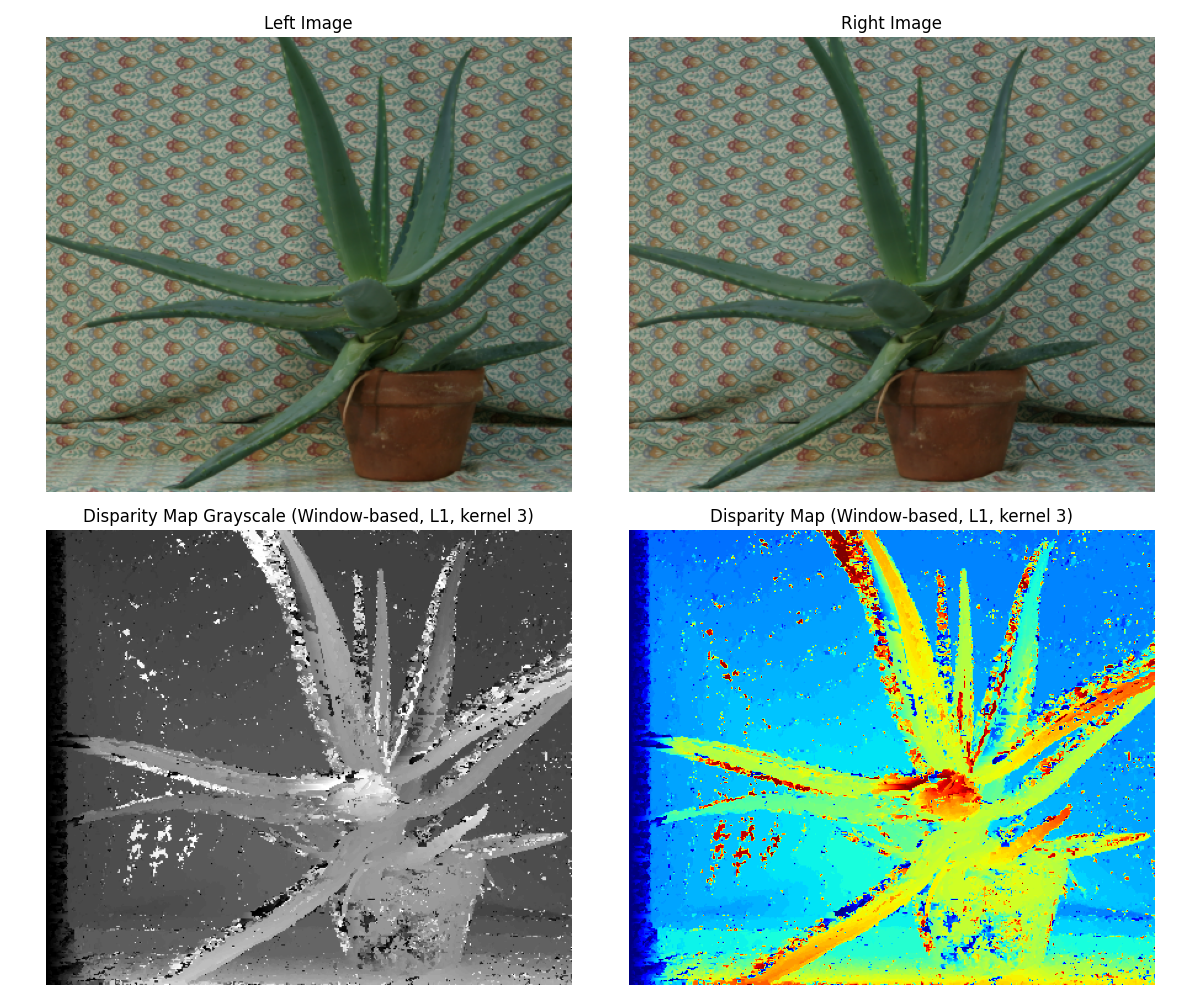 Left Image
Right Image
Disparity Map Grayscale (Window-based, L1, kernel 3)
Disparity Map (Window-based, L1, kernel 3)